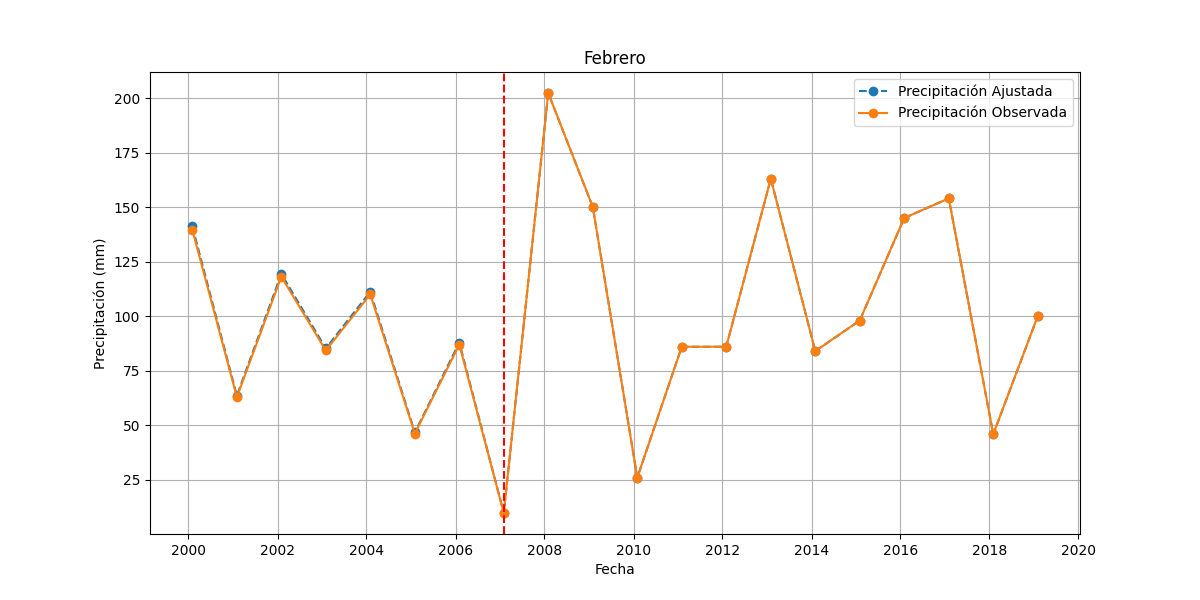 Febrero
Precipitación Ajustada
Precipitación Observada
Precipitación (mm)
200
175
150
125
100
75
50
25
2000 2002 2004 2006 2008 2010 2012 2014 2016 2018 2020
Fecha